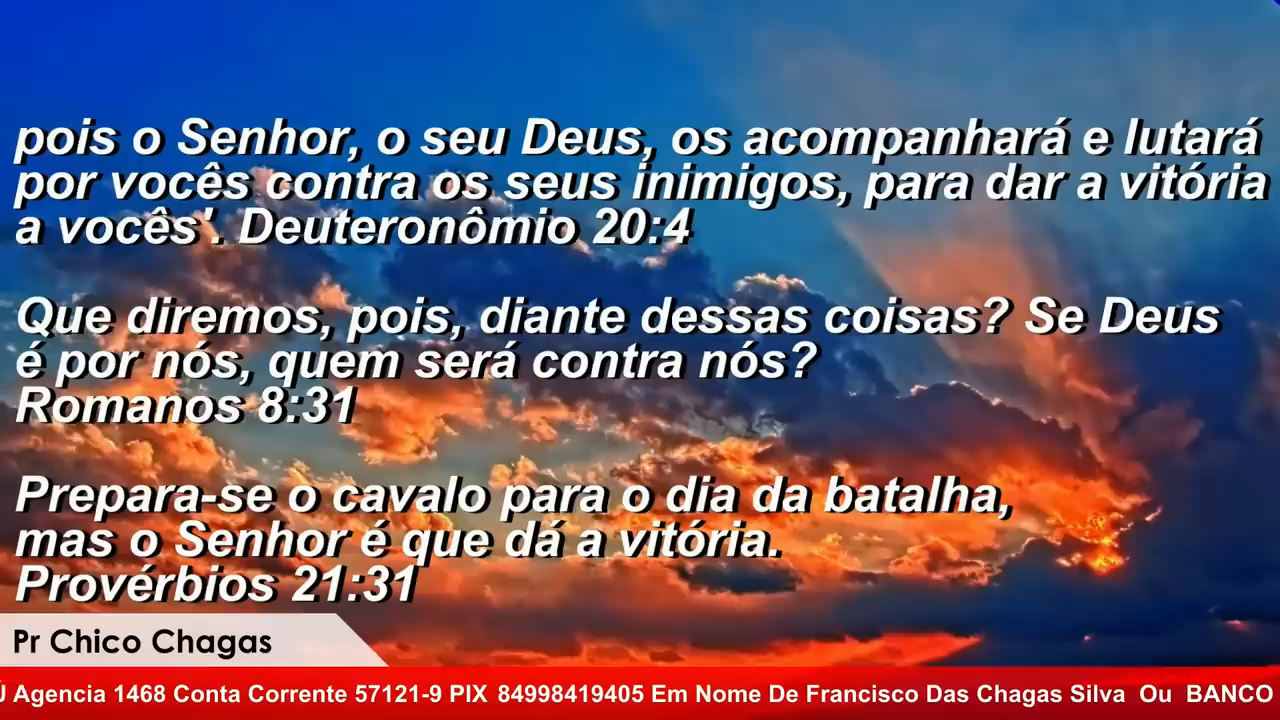 pois o Senhor, o seu Deus, os acompanhará e lutará
por vocês contra os seus inimigos, para dar a vitória
a vocês'. Deuteronômio 20:4
Que diremos, pois, diante dessas coisas? Se Deus
é por nós, quem será contra nós?
Romanos 8:31
Prepara-se o cavalo para o dia da batalha,
mas o Senhor é que dá a vitória.
Provérbios 21:31
Pr Chico Chagas
Agencia 1468 Conta Corrente 57121-9 PIX 84998419405 Em Nome De Francisco Das Chagas Silva Ou BANCO